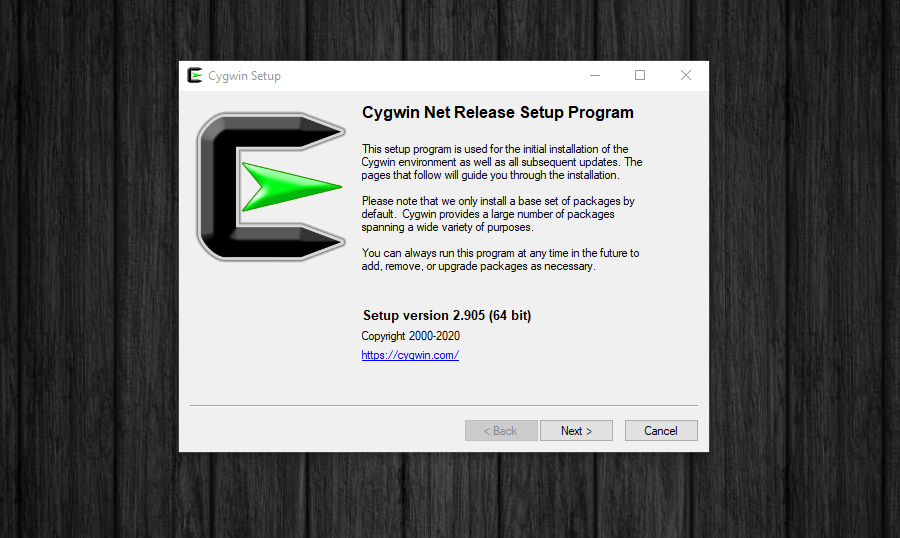 Cygwin Setup
Cygwin Net Release Setup Program
This setup program is used for the initial installation of the
Cygwin environment as well as all subsequent updates. The
pages that follow will guide you through the installation.
Please note that we only install a base set of packages by
default. Cygwin provides a large number of packages
spanning a wide variety of purposes.
You can always run this program at any time in the future to
add, remove, or upgrade packages as necessary.
Setup version 2.905 (64 bit)
Copyright 2000-2020
https://cygwin.com/
< Back
Next >
Cancel